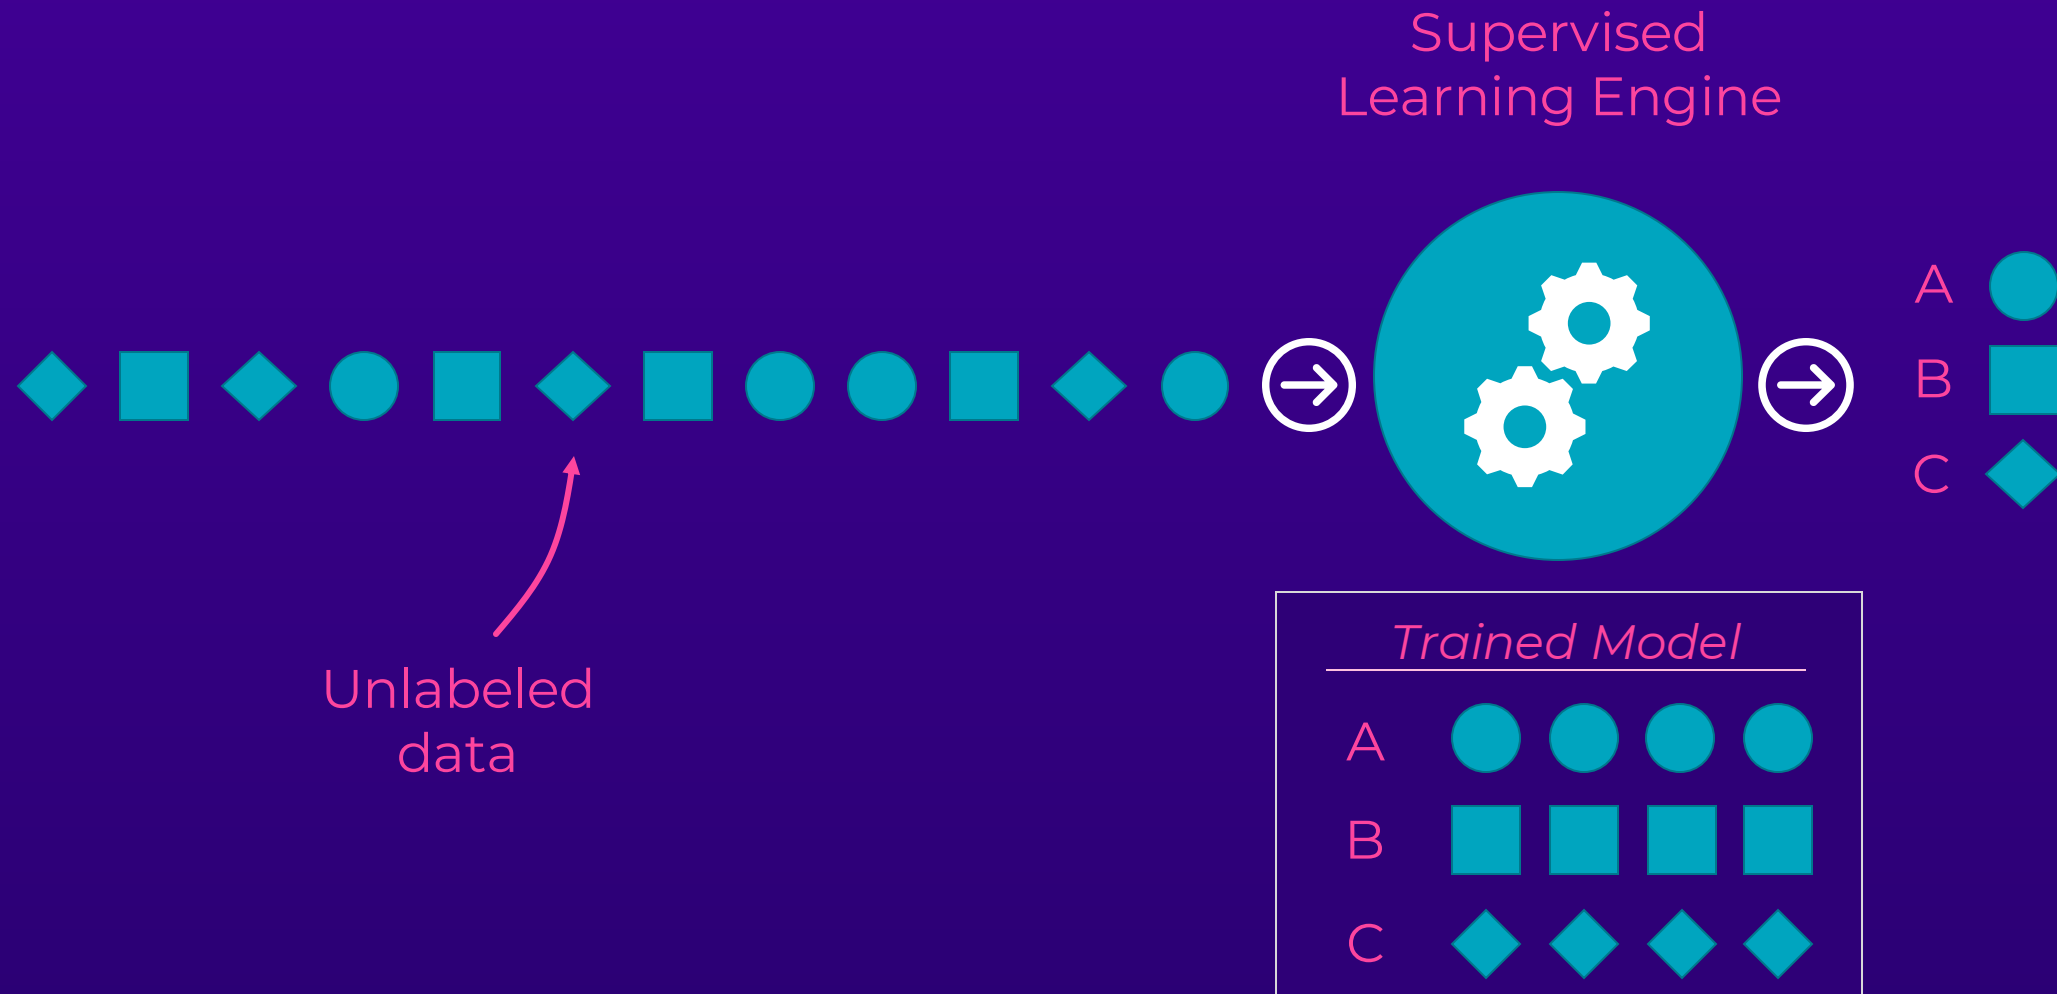 Supervised
Learning Engine
A
B
C
Unlabeled
data
Trained Model
A
B
C